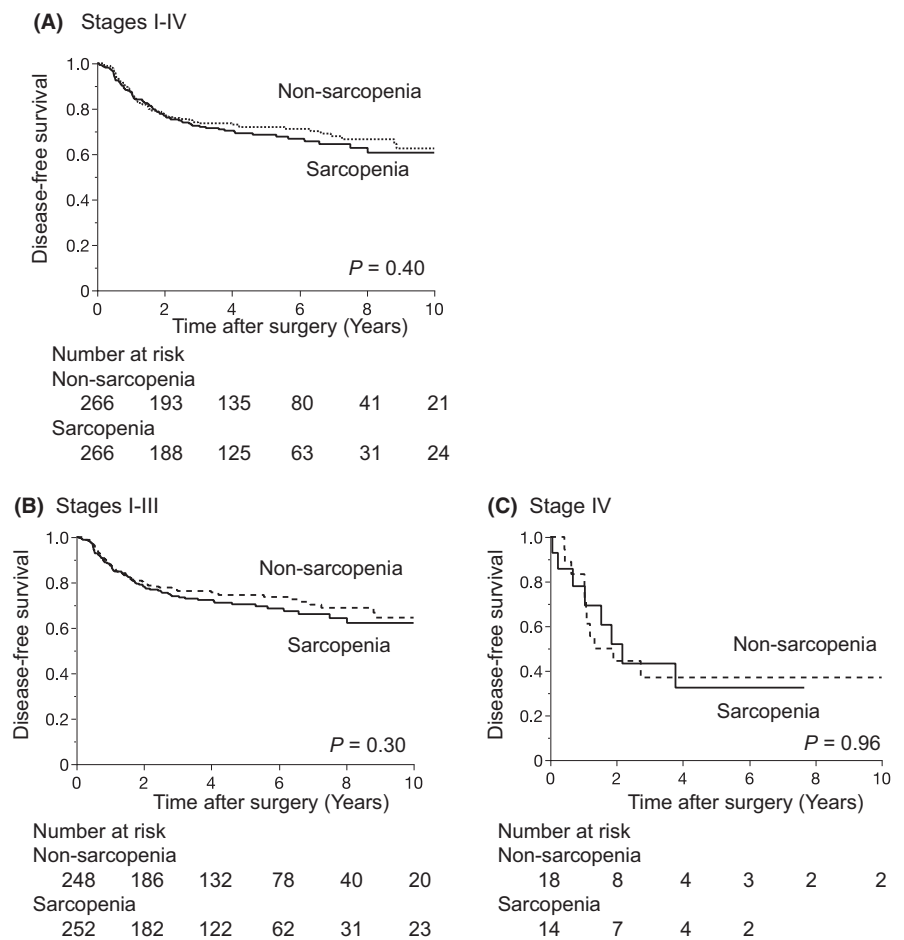 (A) Stages I-IV
Disease-free survival
1.0
0.8
0.6
0.4
0.2
0
Non-sarcopenia
Sarcopenia
P = 0.40
0 2 4 6 8 10
Time after surgery (Years)
Number at risk
Non-sarcopenia
266 193 135 80 41 21
Sarcopenia
266 188 125 63 31 24
(B) Stages I-III
Disease-free survival
1.0
0.8
0.6
0.4
0.2
0
Non-sarcopenia
Sarcopenia
P = 0.30
0 2 4 6 8 10
Time after surgery (Years)
Number at risk
Non-sarcopenia
248 186 132 78 40 20
Sarcopenia
252 182 122 62 31 23
(C) Stage IV
Disease-free survival
1.0
0.8
0.6
0.4
0.2
0
Non-sarcopenia
Sarcopenia
P = 0.96
0 2 4 6 8 10
Time after surgery (Years)
Number at risk
Non-sarcopenia
18 8 4 3 2 2
Sarcopenia
14 7 4 2